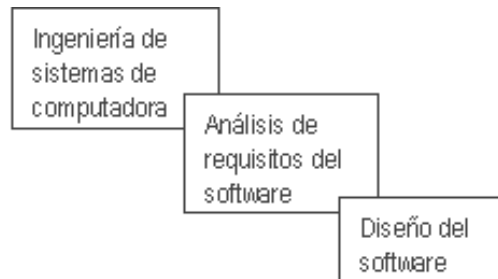 Ingeniería de
sistemas de
computadora
Análisis de
requisitos del
software
Diseño del
software